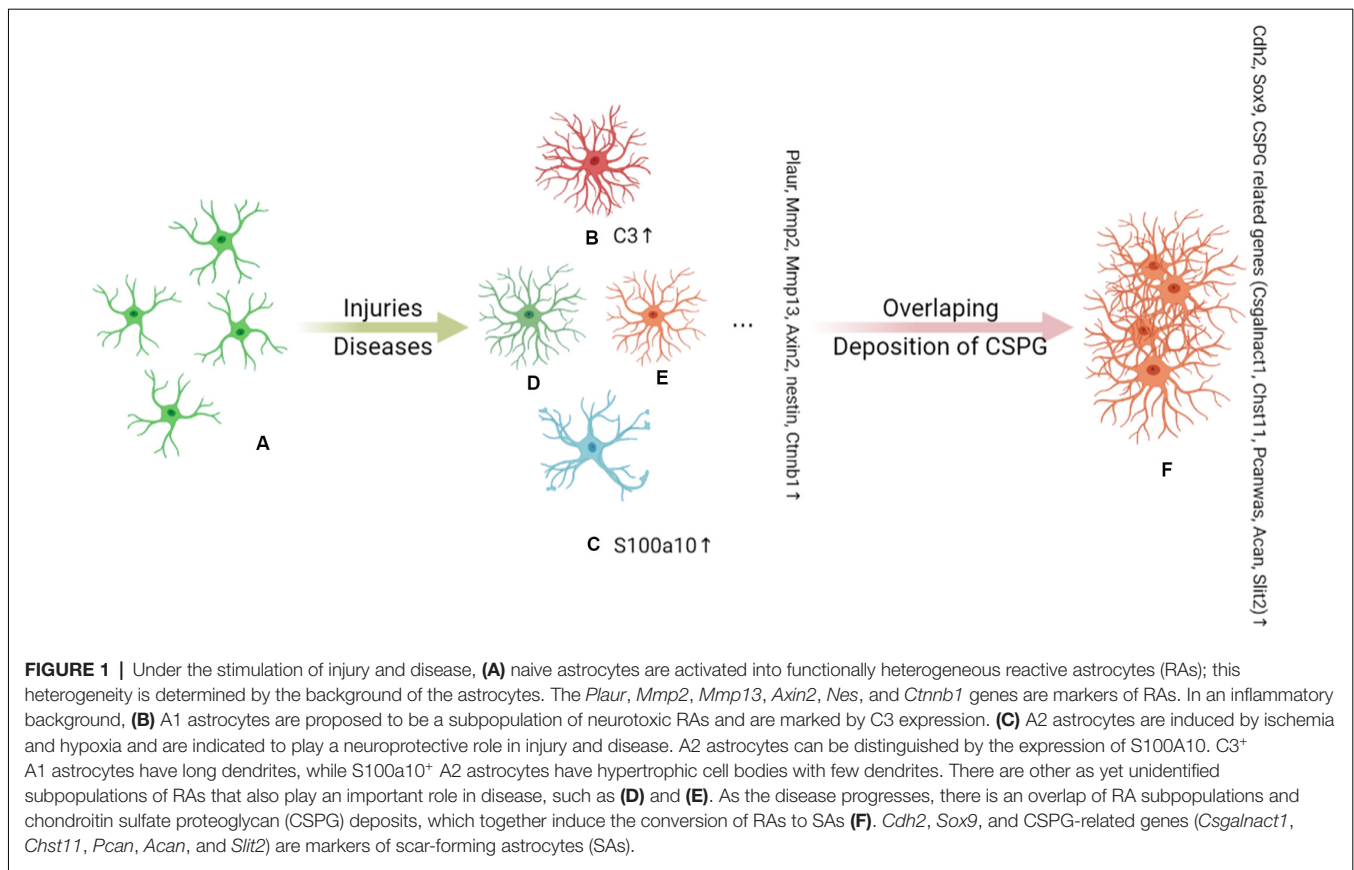 Cdh2, Sox9, CSPG related genes (Csgalnact1, Chst11, Pcanwas, Acan, Slit2)↑
Plaur, Mmp2, Mmp13, Axin2, nestin, Ctnnb1↑
B C3↑
Injuries
Diseases
...
Overlaping
Deposition of CSPG
D
E
A
F
C S100a10↑
FIGURE 1 | Under the stimulation of injury and disease, (A) naive astrocytes are activated into functionally heterogeneous reactive astrocytes (RAs); this
heterogeneity is determined by the background of the astrocytes. The Plaur, Mmp2, Mmp13, Axin2, Nes, and Ctnnb1 genes are markers of RAs. In an inflammatory
background, (B) A1 astrocytes are proposed to be a subpopulation of neurotoxic RAs and are marked by C3 expression. (C) A2 astrocytes are induced by ischemia
and hypoxia and are indicated to play a neuroprotective role in injury and disease. A2 astrocytes can be distinguished by the expression of S100A10. C3⁺
A1 astrocytes have long dendrites, while S100a10⁺ A2 astrocytes have hypertrophic cell bodies with few dendrites. There are other as yet unidentified
subpopulations of RAs that also play an important role in disease, such as (D) and (E). As the disease progresses, there is an overlap of RA subpopulations and
chondroitin sulfate proteoglycan (CSPG) deposits, which together induce the conversion of RAs to SAs (F). Cdh2, Sox9, and CSPG-related genes (Csgalnact1,
Chst11, Pcan, Acan, and Slit2) are markers of scar-forming astrocytes (SAs).